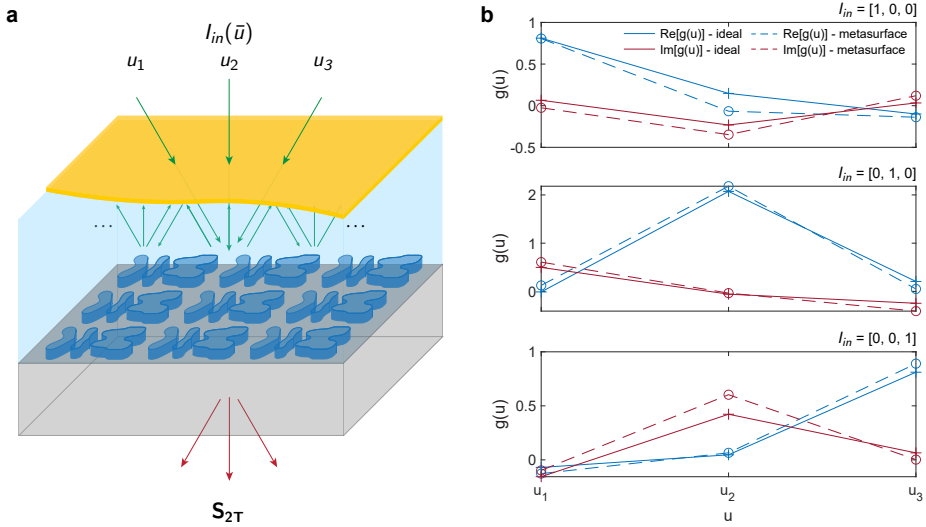 a
I_in(ū)
u₁ u₂ u₃
... ...
S₂T
b
I_in = [1, 0, 0]
Re[g(u)] - ideal Re[g(u)] - metasurface
Im[g(u)] - ideal Im[g(u)] - metasurface
1
0.5
0
-0.5
g(u)
I_in = [0, 1, 0]
2
1
0
g(u)
I_in = [0, 0, 1]
1
0.5
0
g(u)
u₁ u₂ u₃
u